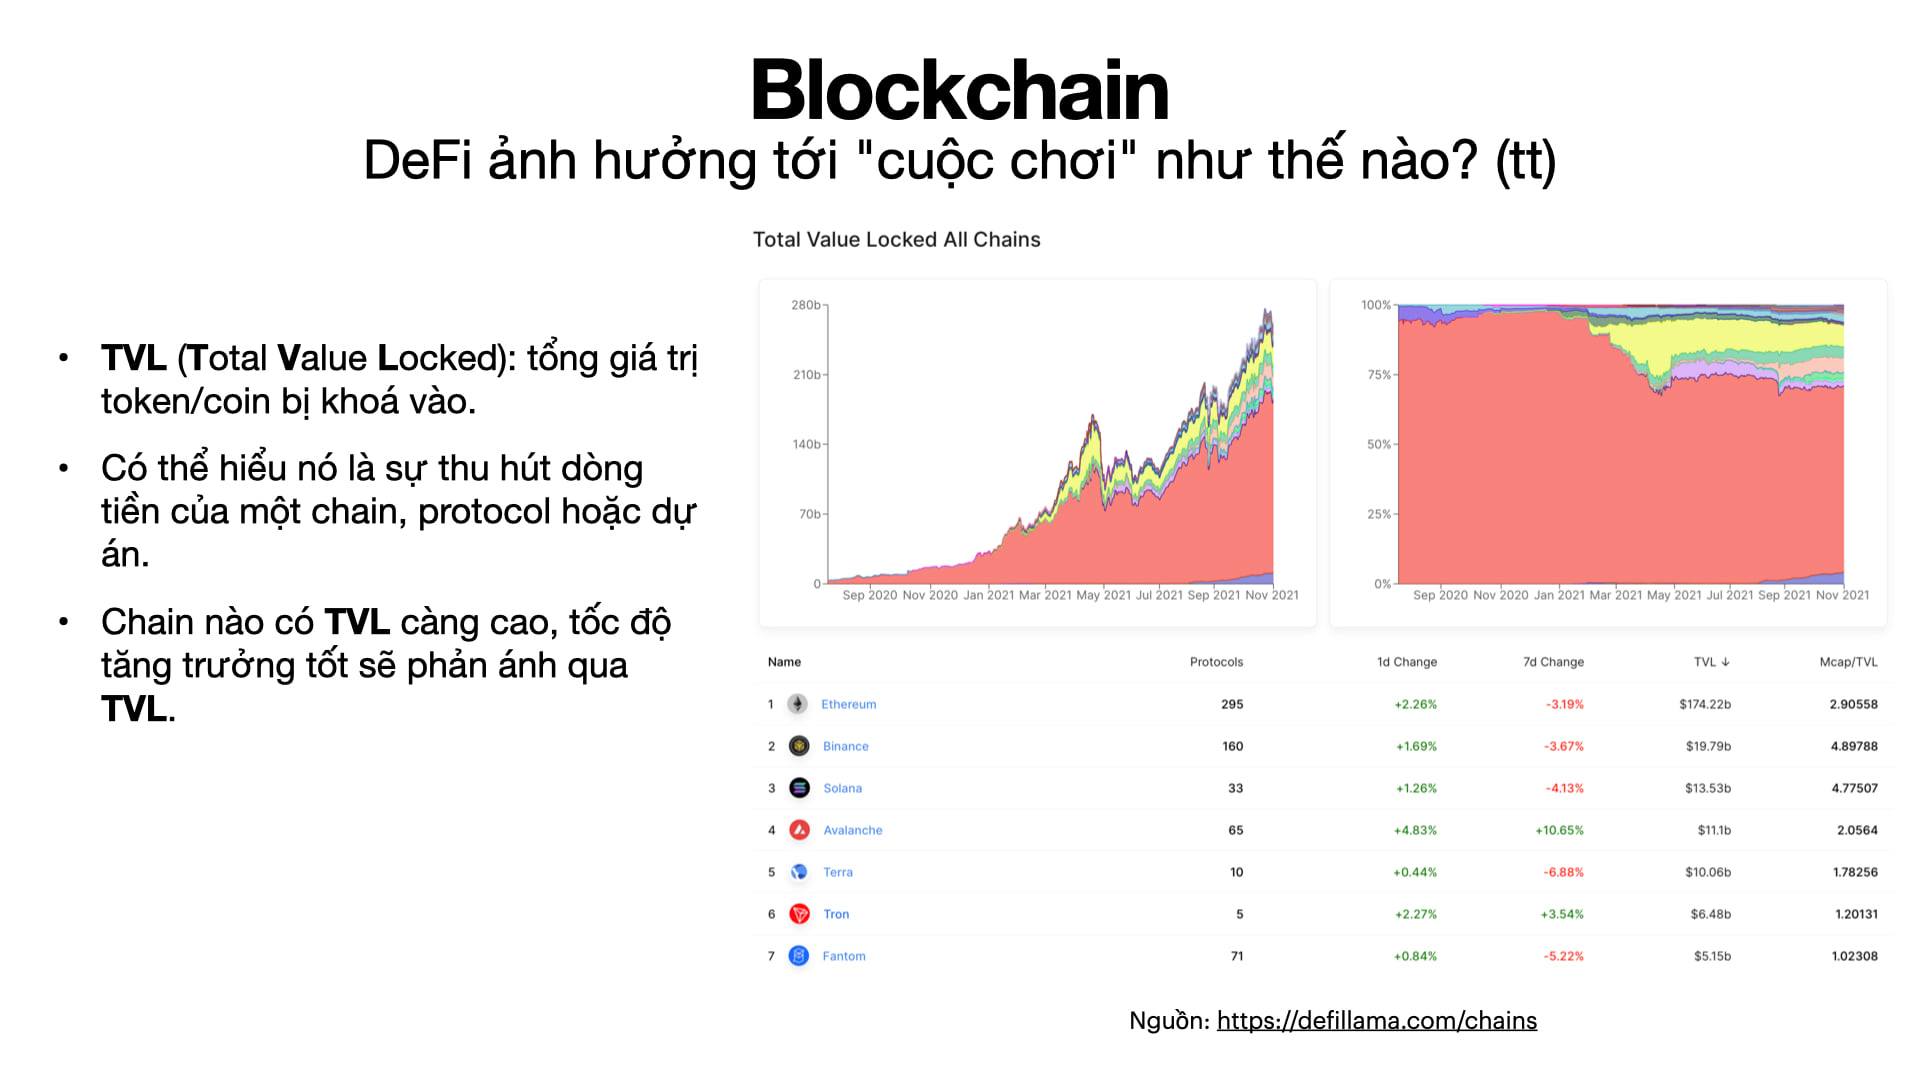 Blockchain
DeFi ảnh hưởng tới "cuộc chơi" như thế nào? (tt)
• TVL (Total Value Locked): tổng giá trị
token/coin bị khoá vào.
• Có thể hiểu nó là sự thu hút dòng
tiền của một chain, protocol hoặc dự
án.
• Chain nào có TVL càng cao, tốc độ
tăng trưởng tốt sẽ phản ánh qua
TVL.
Total Value Locked All Chains
280b
210b
140b
70b
0
Sep 2020 Nov 2020 Jan 2021 Mar 2021 May 2021 Jul 2021 Sep 2021 Nov 2021
100%
75%
50%
25%
0%
Sep 2020 Nov 2020 Jan 2021 Mar 2021 May 2021 Jul 2021 Sep 2021 Nov 2021
Name Protocols 1d Change 7d Change TVL ↓ Mcap/TVL
1 Ethereum 295 +2.26% -3.19% $174.22b 2.90558
2 Binance 160 +1.69% -3.67% $19.79b 4.89788
3 Solana 33 +1.26% -4.13% $13.53b 4.77507
4 Avalanche 65 +4.83% +10.65% $11.1b 2.0564
5 Terra 10 +0.44% -6.88% $10.06b 1.78256
6 Tron 5 +2.27% +3.54% $6.48b 1.20131
7 Fantom 71 +0.84% -5.22% $5.15b 1.02308
Nguồn: https://defillama.com/chains